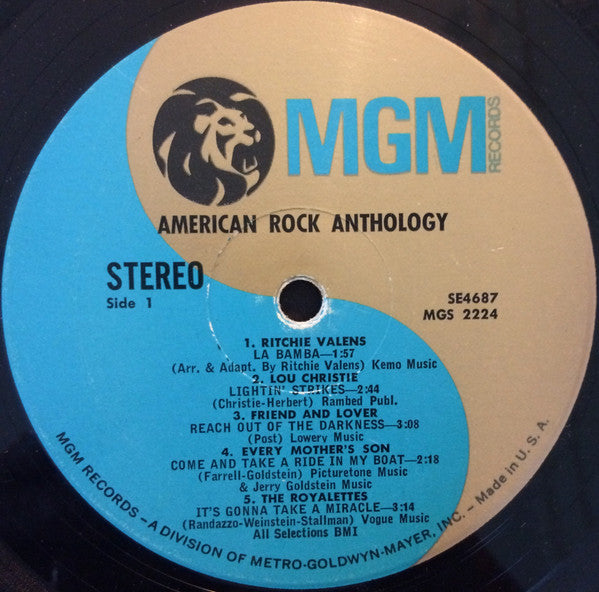 MGM
RECORDS
AMERICAN ROCK ANTHOLOGY
STEREO
Side 1
SE4687
MGS 2224
1. RITCHIE VALENS
LA BAMBA—1:57
(Arr. & Adapt. By Ritchie Valens) Kemo Music
2. LOU CHRISTIE
LIGHTIN' STRIKES—2:44
(Christie-Herbert) Rambed Publ.
3. FRIEND AND LOVER
REACH OUT OF THE DARKNESS—3:08
(Post) Lowery Music
4. EVERY MOTHER'S SON
COME AND TAKE A RIDE IN MY BOAT—2:18
(Farrell-Goldstein) Picturetone Music
& Jerry Goldstein Music
5. THE ROYALETTES
IT'S GONNA TAKE A MIRACLE—3:14
(Randazzo-Weinstein-Stallman) Vogue Music
All Selections BMI
MGM RECORDS – A DIVISION OF METRO-GOLDWYN-MAYER, INC. – Made in U. S. A.